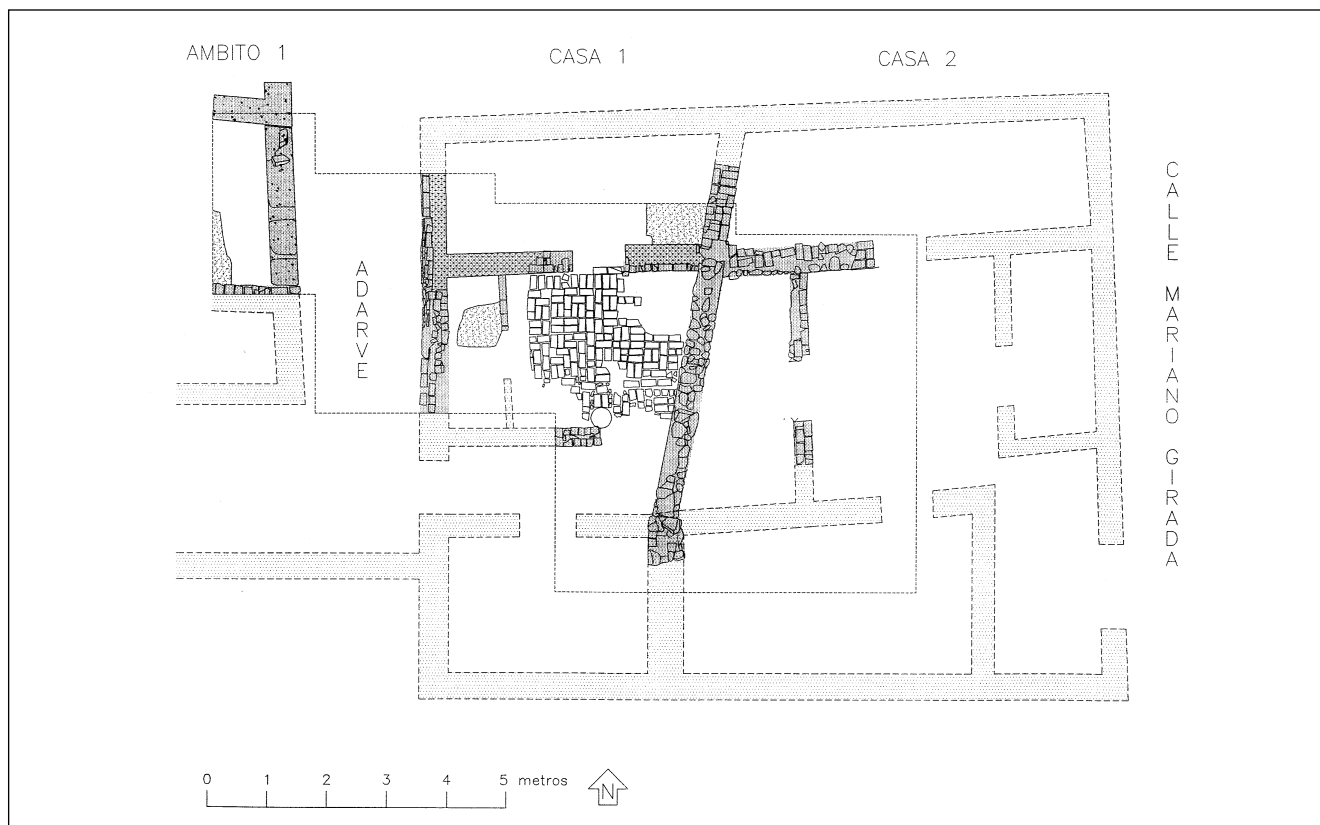 AMBITO 1
CASA 1
CASA 2
ADARVE
CALLE MARIANO GIRADA
0 1 2 3 4 5 metros
N